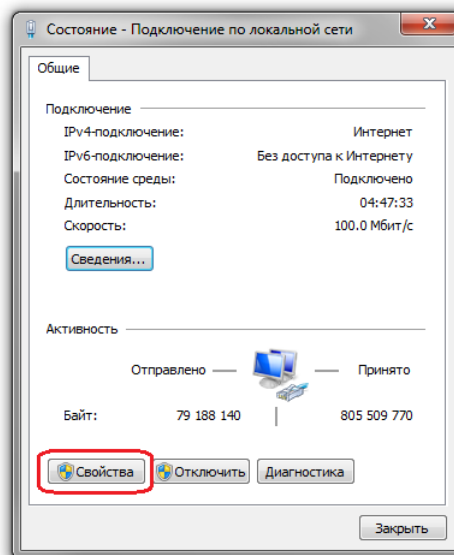 Состояние - Подключение по локальной сети
Общие
Подключение
IPv4-подключение: Интернет
IPv6-подключение: Без доступа к Интернету
Состояние среды: Подключено
Длительность: 04:47:33
Скорость: 100.0 Мбит/с
Сведения...
Активность
Отправлено — — Принято
Байт: 79 188 140 | 805 509 770
Свойства Отключить Диагностика
Закрыть